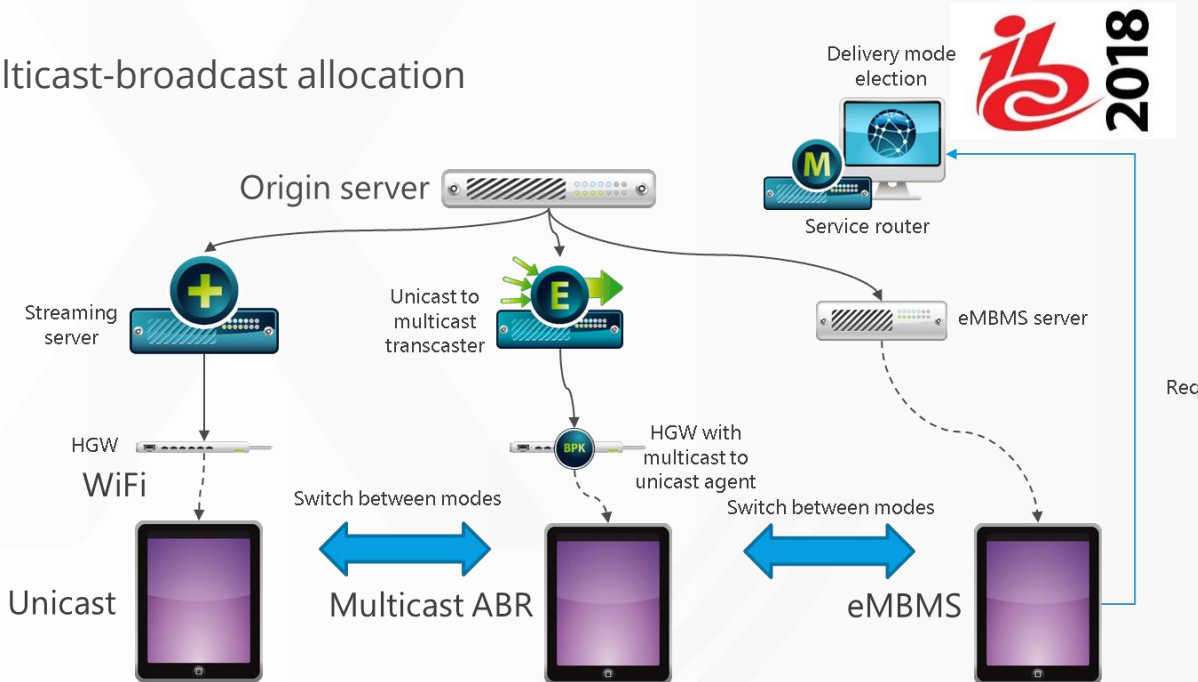 lticast-broadcast allocation
Delivery mode
election
ib
2018
M
Service router
Origin server
+
Streaming
server
Unicast to
multicast
transcaster
E
eMBMS server
Req
HGW
WiFi
BPK
HGW with
multicast to
unicast agent
Switch between modes
Switch between modes
Unicast
Multicast ABR
eMBMS